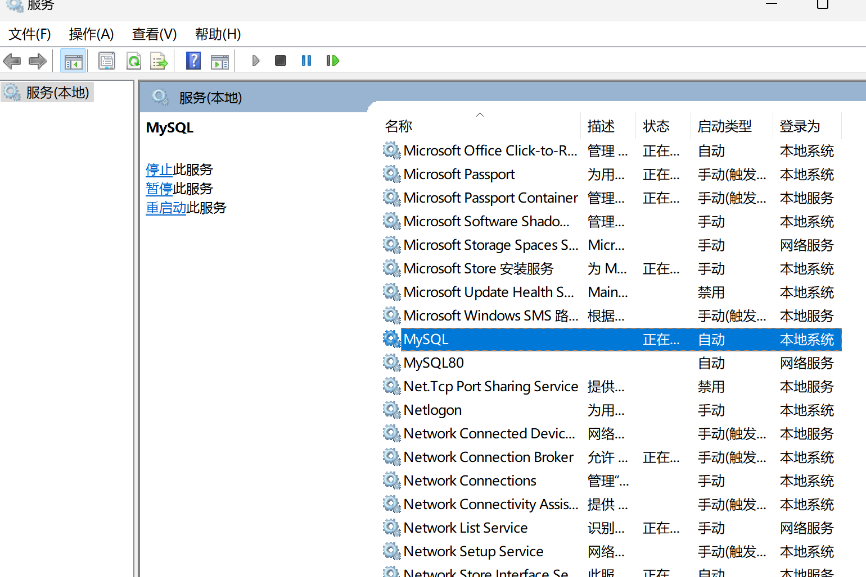 服务
文件(F) 操作(A) 查看(V) 帮助(H)
服务(本地)
服务(本地)
MySQL
停止此服务
暂停此服务
重启动此服务
名称 描述 状态 启动类型 登录为
Microsoft Office Click-to-R... 管理 ... 正在... 自动 本地系统
Microsoft Passport 为用... 正在... 手动(触发... 本地系统
Microsoft Passport Container 管理... 正在... 手动(触发... 本地服务
Microsoft Software Shado... 管理... 手动 本地系统
Microsoft Storage Spaces S... Micr... 手动 网络服务
Microsoft Store 安装服务 为 M... 正在... 手动 本地系统
Microsoft Update Health S... Main... 禁用 本地系统
Microsoft Windows SMS 路... 根据... 手动(触发... 本地服务
MySQL 正在... 自动 本地系统
MySQL80 自动 网络服务
Net.Tcp Port Sharing Service 提供... 禁用 本地服务
Netlogon 为用... 手动 本地系统
Network Connected Devic... 网络... 手动(触发... 本地服务
Network Connection Broker 允许 ... 正在... 手动(触发... 本地系统
Network Connections 管理“... 手动 本地系统
Network Connectivity Assis... 提供 ... 手动(触发... 本地系统
Network List Service 识别... 正在... 手动 网络服务
Network Setup Service 网络... 手动(触发... 本地系统
Network Store Interface Se... 此服... 正在... 自动 本地服务